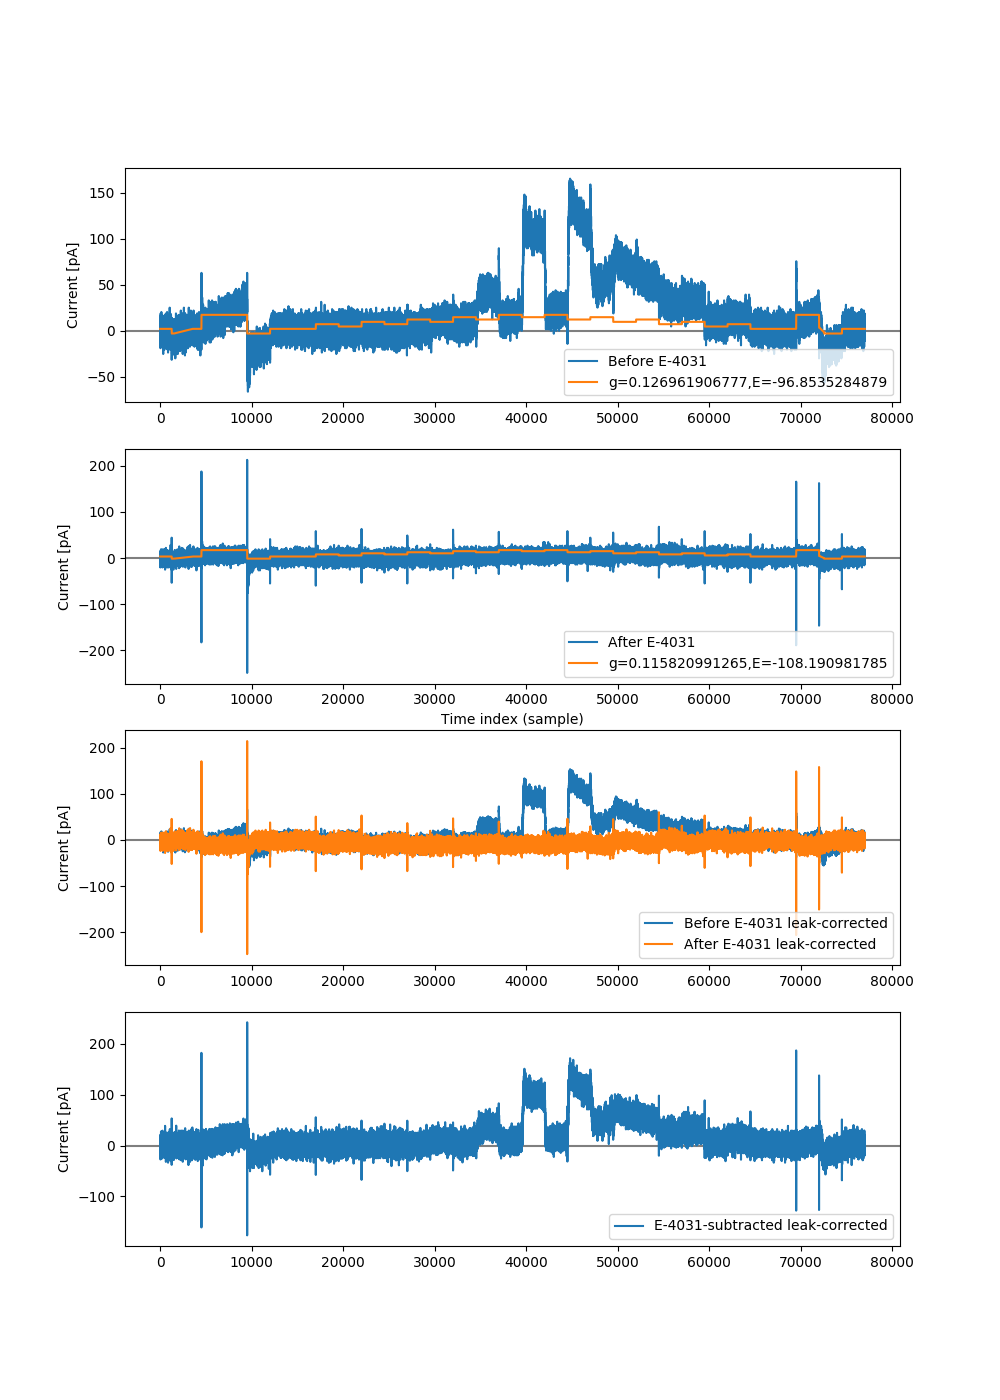 150
100
50
0
−50
Current [pA]
Before E-4031
g=0.126961906777,E=-96.8535284879
0 10000 20000 30000 40000 50000 60000 70000 80000
200
100
0
−100
−200
Current [pA]
After E-4031
g=0.115820991265,E=-108.190981785
0 10000 20000 30000 40000 50000 60000 70000 80000
Time index (sample)
200
100
0
−100
−200
Current [pA]
Before E-4031 leak-corrected
After E-4031 leak-corrected
0 10000 20000 30000 40000 50000 60000 70000 80000
200
100
0
−100
Current [pA]
E-4031-subtracted leak-corrected
0 10000 20000 30000 40000 50000 60000 70000 80000